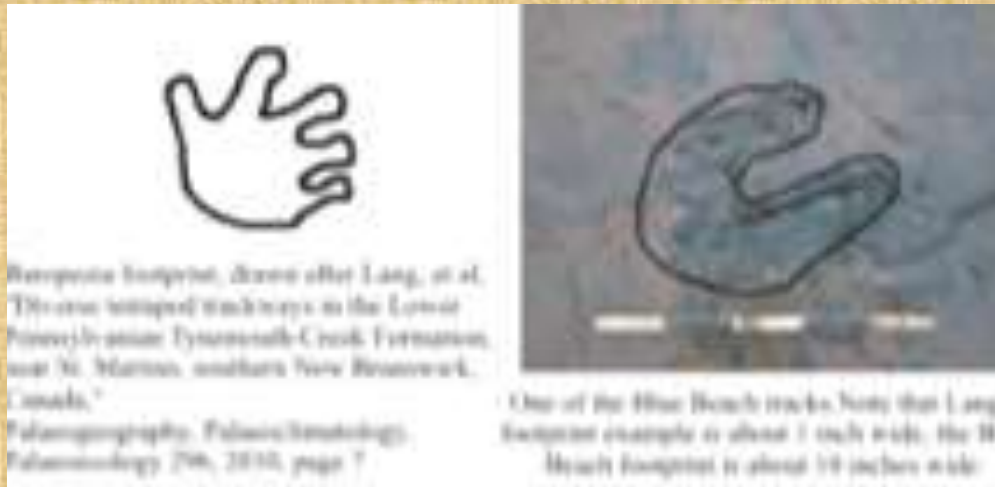 footprint, drawn after Lang, et al.
"Diverse tetrapod trackways in the Lower
Pennsylvanian Tynemouth Creek Formation,
near St. Martins, southern New Brunswick,
Canada,"
Palaeogeography, Palaeoclimatology,
Palaeoecology 296, 2010, page 7
One of the Blue Beach tracks. Note that
footprint example is about 1 inch wide, the
Beach footprint is about inches wide